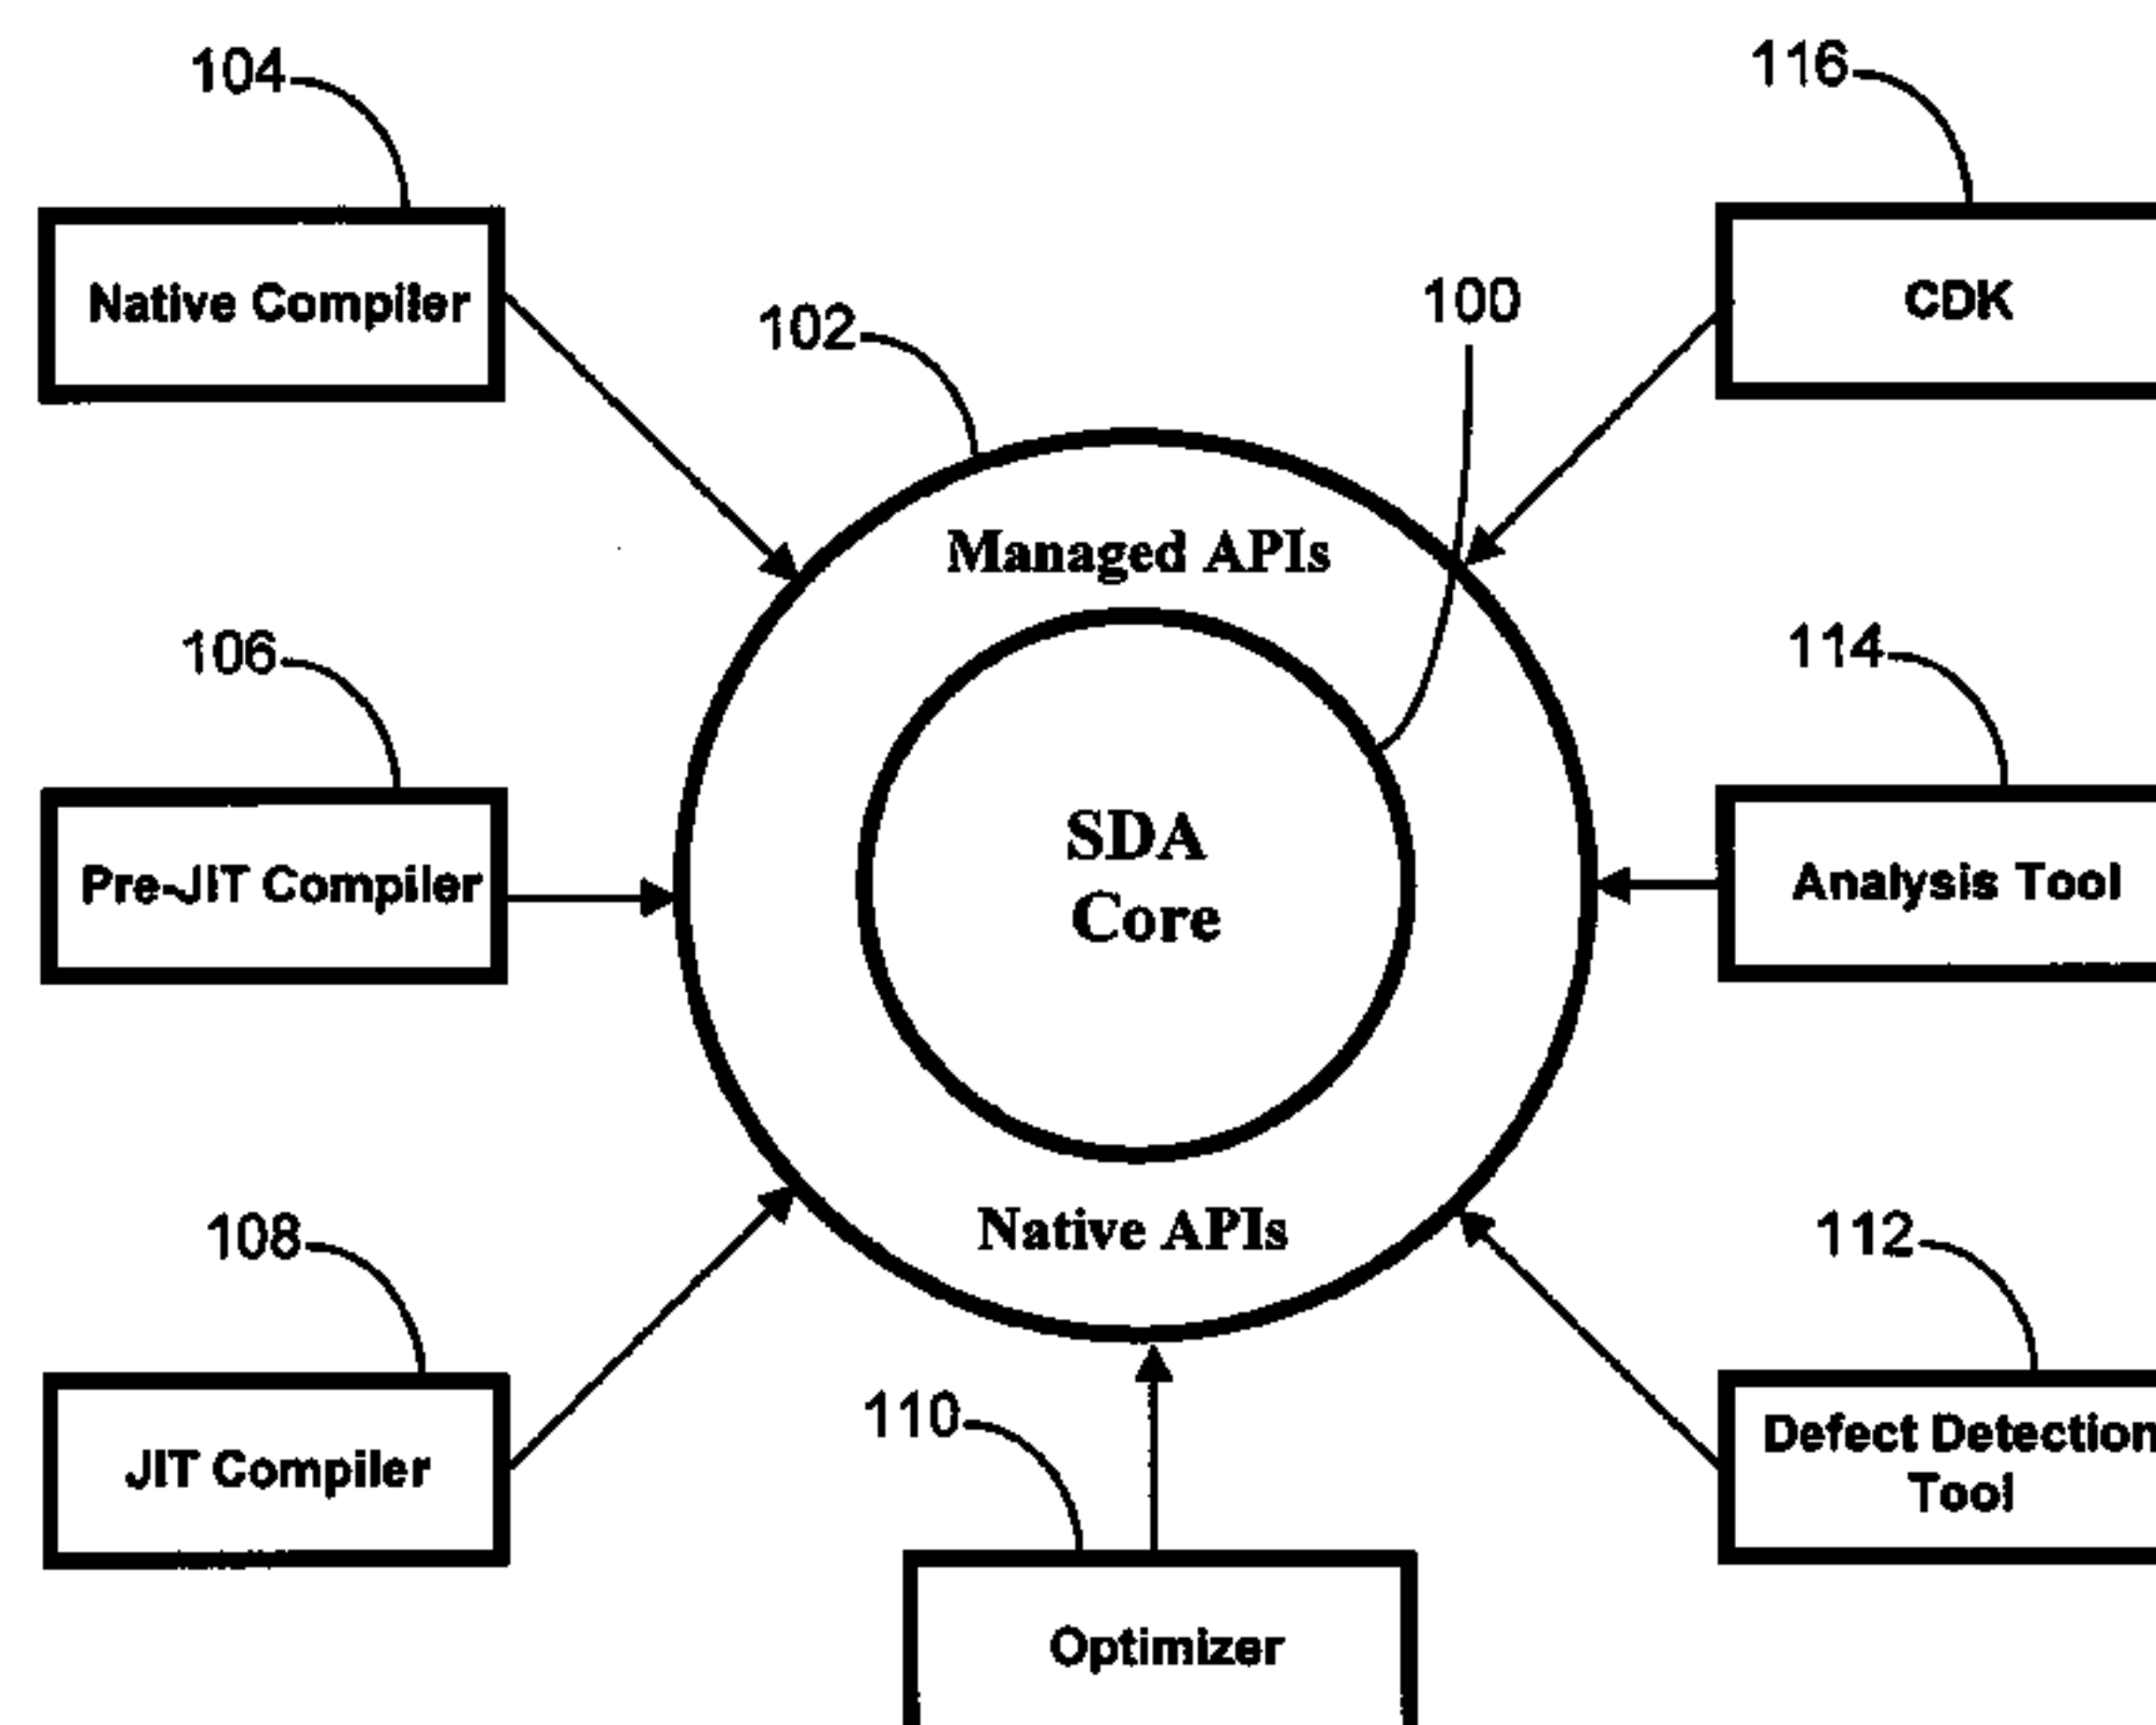 104
116
Native Compiler
CDK
102
100
Managed APIs
106
114
SDA
Core
Pre-JIT Compiler
Analysis Tool
108
112
Native APIs
110
JIT Compiler
Defect Detection
Tool
Optimizer